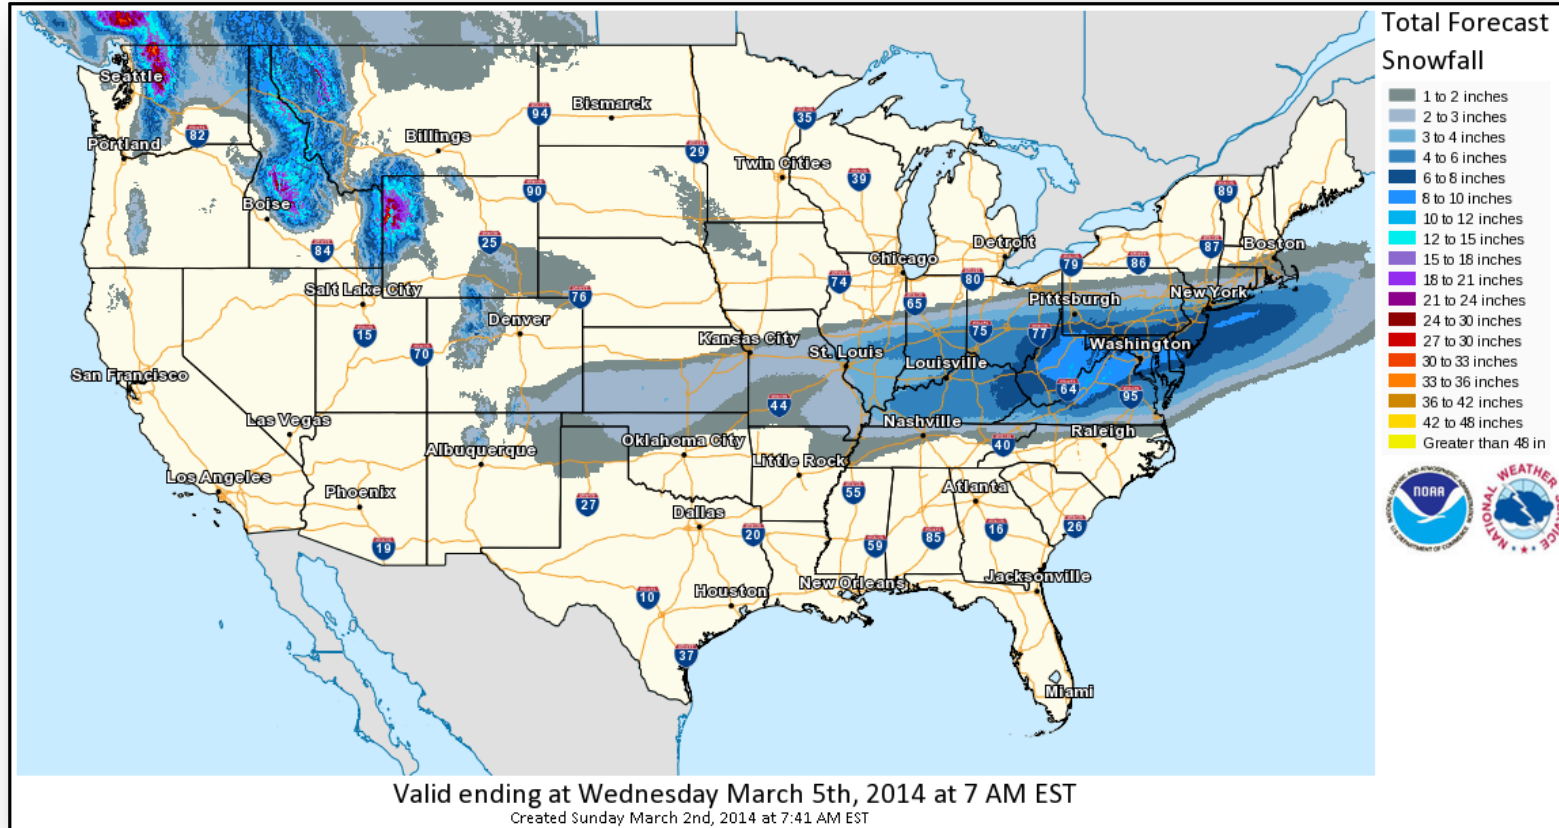 Total Forecast
Snowfall
1 to 2 inches
2 to 3 inches
3 to 4 inches
4 to 6 inches
6 to 8 inches
8 to 10 inches
10 to 12 inches
12 to 15 inches
15 to 18 inches
18 to 21 inches
21 to 24 inches
24 to 30 inches
27 to 30 inches
30 to 33 inches
33 to 36 inches
36 to 42 inches
42 to 48 inches
Greater than 48 in
NOAA
NATIONAL WEATHER
Seattle
Portland
82
Billings
94
Bismarck
35
29
Twin Cities
39
89
Boise
90
84
25
Salt Lake City
15
70
Denver
76
74
Chicago
65
80
Detroit
79
86
87
Boston
Pittsburgh
New York
75
77
Washington
San Francisco
Kansas City
St. Louis
Louisville
64
95
Las Vegas
44
Nashville
40
Raleigh
Albuquerque
Oklahoma City
Little Rock
Los Angeles
Phoenix
27
55
Atlanta
Dallas
19
20
59
85
16
26
10
Houston
New Orleans
Jacksonville
37
Miami
Valid ending at Wednesday March 5th, 2014 at 7 AM EST
Created Sunday March 2nd, 2014 at 7:41 AM EST